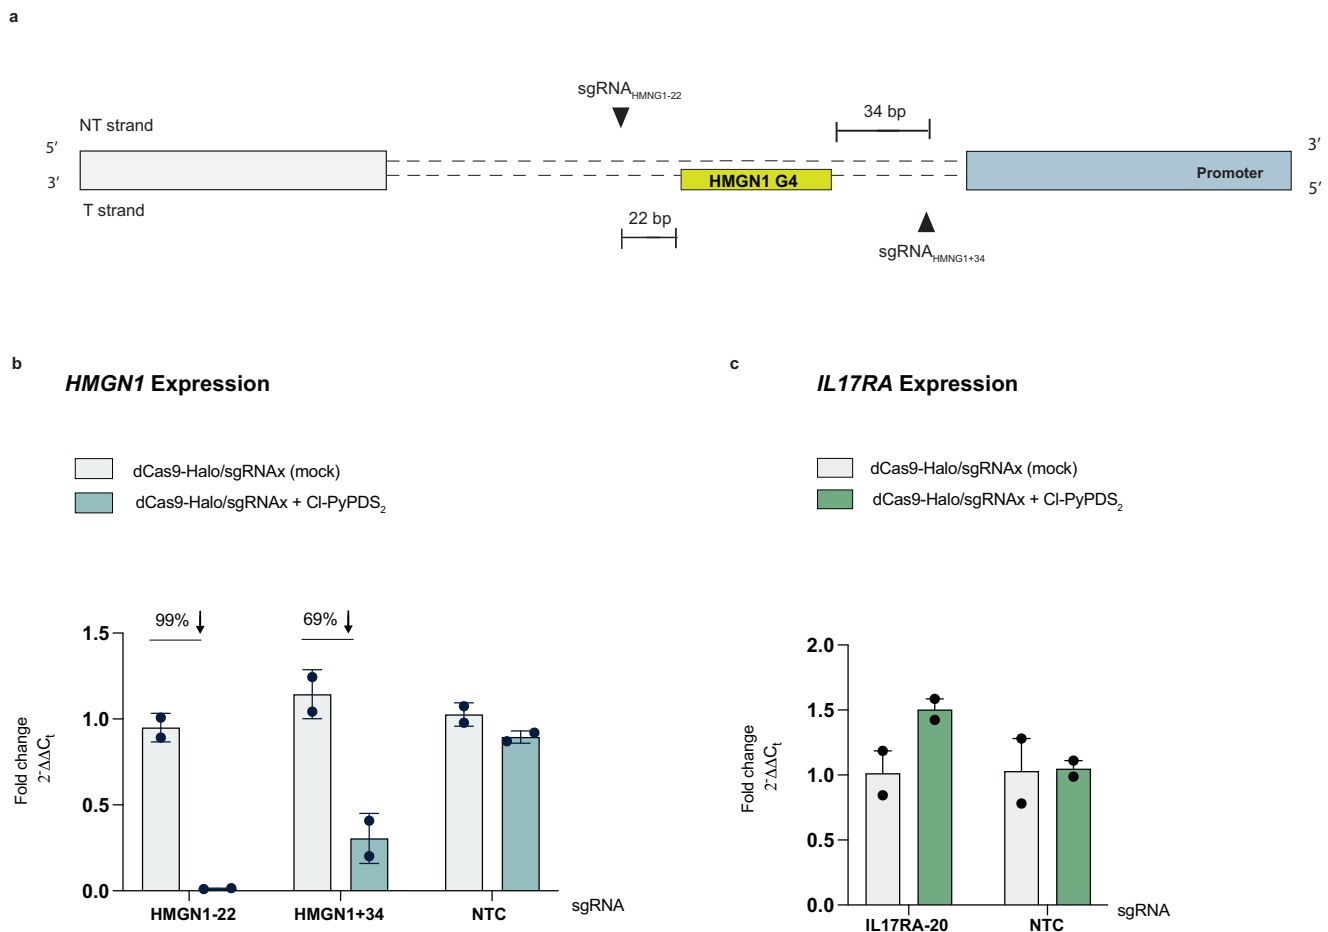 a
sgRNAHMNG1-22
34 bp
NT strand
5′
3′
3′
5′
HMGN1 G4
Promoter
T strand
22 bp
sgRNAHMNG1+34
b
HMGN1 Expression
dCas9-Halo/sgRNAx (mock)
dCas9-Halo/sgRNAx + Cl-PyPDS2
99%
69%
1.5
1.0
0.5
0.0
Fold change
2-ΔΔCt
HMGN1-22
HMGN1+34
NTC
sgRNA
c
IL17RA Expression
dCas9-Halo/sgRNAx (mock)
dCas9-Halo/sgRNAx + Cl-PyPDS2
2.0
1.5
1.0
0.5
0.0
Fold change
2-ΔΔCt
IL17RA-20
NTC
sgRNA